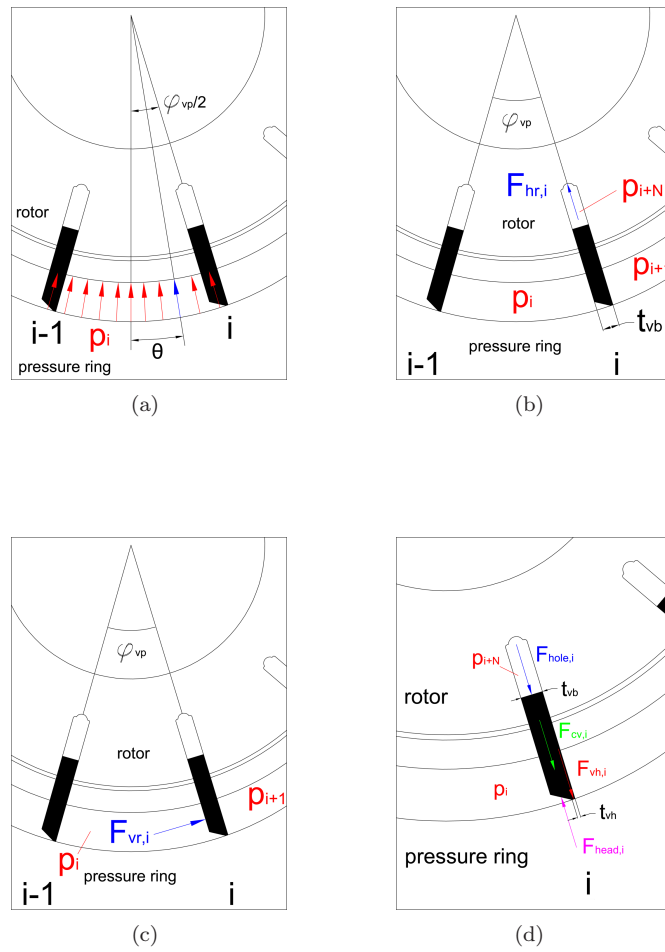 φvp/2
rotor
i-1
pi
i
θ
pressure ring
(a)
φvp
Fhr,i
pi+N
rotor
pi+1
pi
tvb
pressure ring
i-1
i
(b)
φvp
rotor
pi+1
Fvr,i
pi
pressure ring
i-1
i
(c)
pi+N
Fhole,i
tvb
rotor
Fcv,i
Fvh,i
pi
tvh
Fhead,i
pressure ring
i
(d)